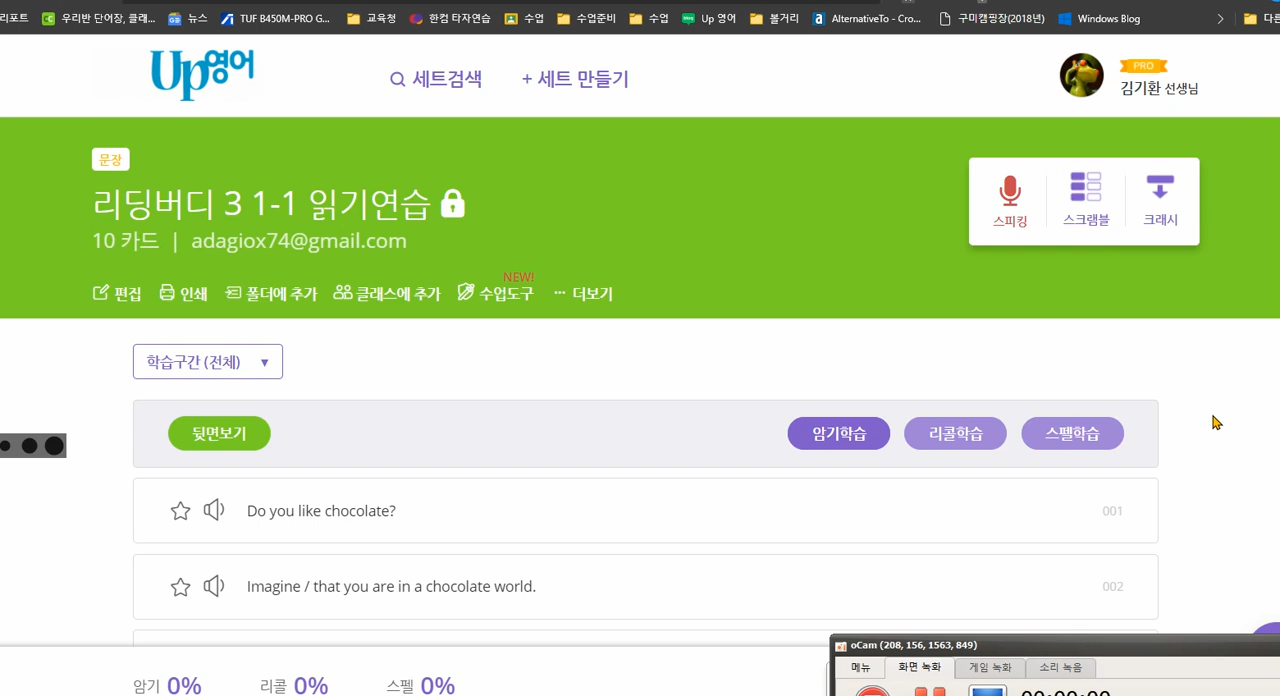 리포트 우리반 단어장, 클래... 뉴스 TUF B450M-PRO G... 교육청 한컴 타자연습 수업 수업준비 수업 Up 영어 볼거리 AlternativeTo - Cro... 구미캠핑장(2018년) Windows Blog
Up영어
세트검색
+ 세트 만들기
PRO
김기환 선생님
문장
리딩버디 3 1-1 읽기연습
10 카드 | adagiox74@gmail.com
스피킹
스크램블
크래시
NEW!
편집 인쇄 폴더에 추가 클래스에 추가 수업도구 ··· 더보기
학습구간 (전체) ▼
뒷면보기
암기학습 리콜학습 스펠학습
Do you like chocolate? 001
Imagine / that you are in a chocolate world. 002
암기 0% 리콜 0% 스펠 0%
oCam (208, 156, 1563, 849)
메뉴 화면 녹화 게임 녹화 소리 녹음
00:00:00